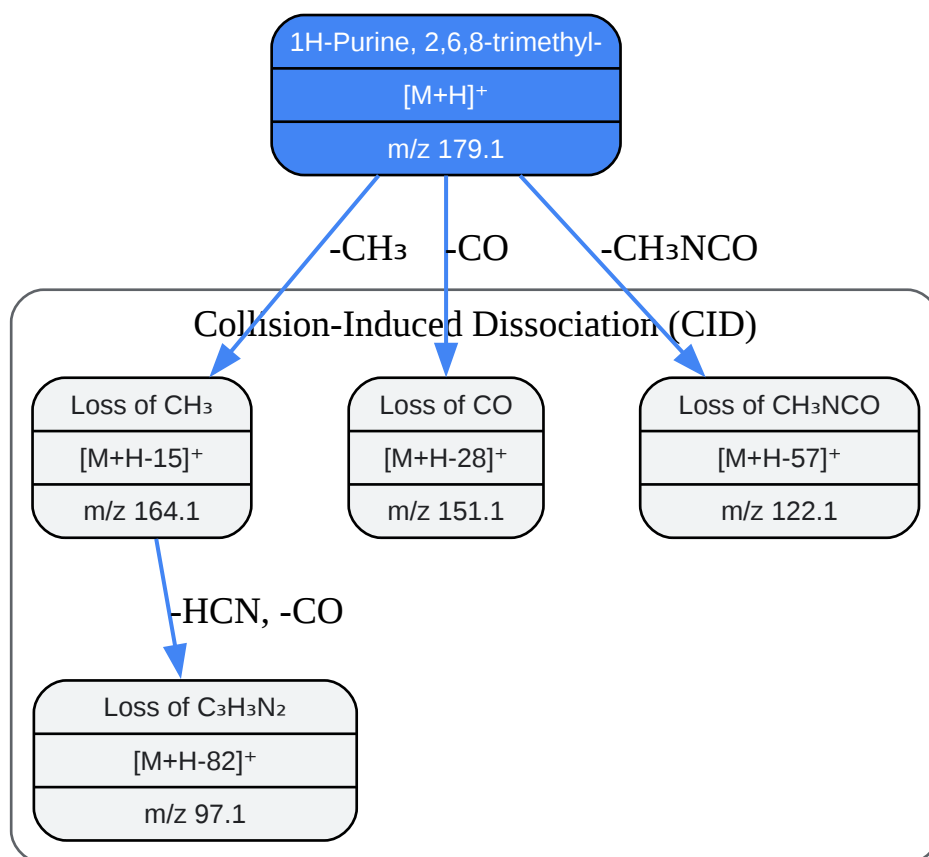 1H-Purine, 2,6,8-trimethyl-
[M+H]⁺
m/z 179.1
-CH₃
-CO
-CH₃NCO
Collision-Induced Dissociation (CID)
Loss of CH₃
[M+H-15]⁺
m/z 164.1
Loss of CO
[M+H-28]⁺
m/z 151.1
Loss of CH₃NCO
[M+H-57]⁺
m/z 122.1
-HCN, -CO
Loss of C₃H₃N₂
[M+H-82]⁺
m/z 97.1